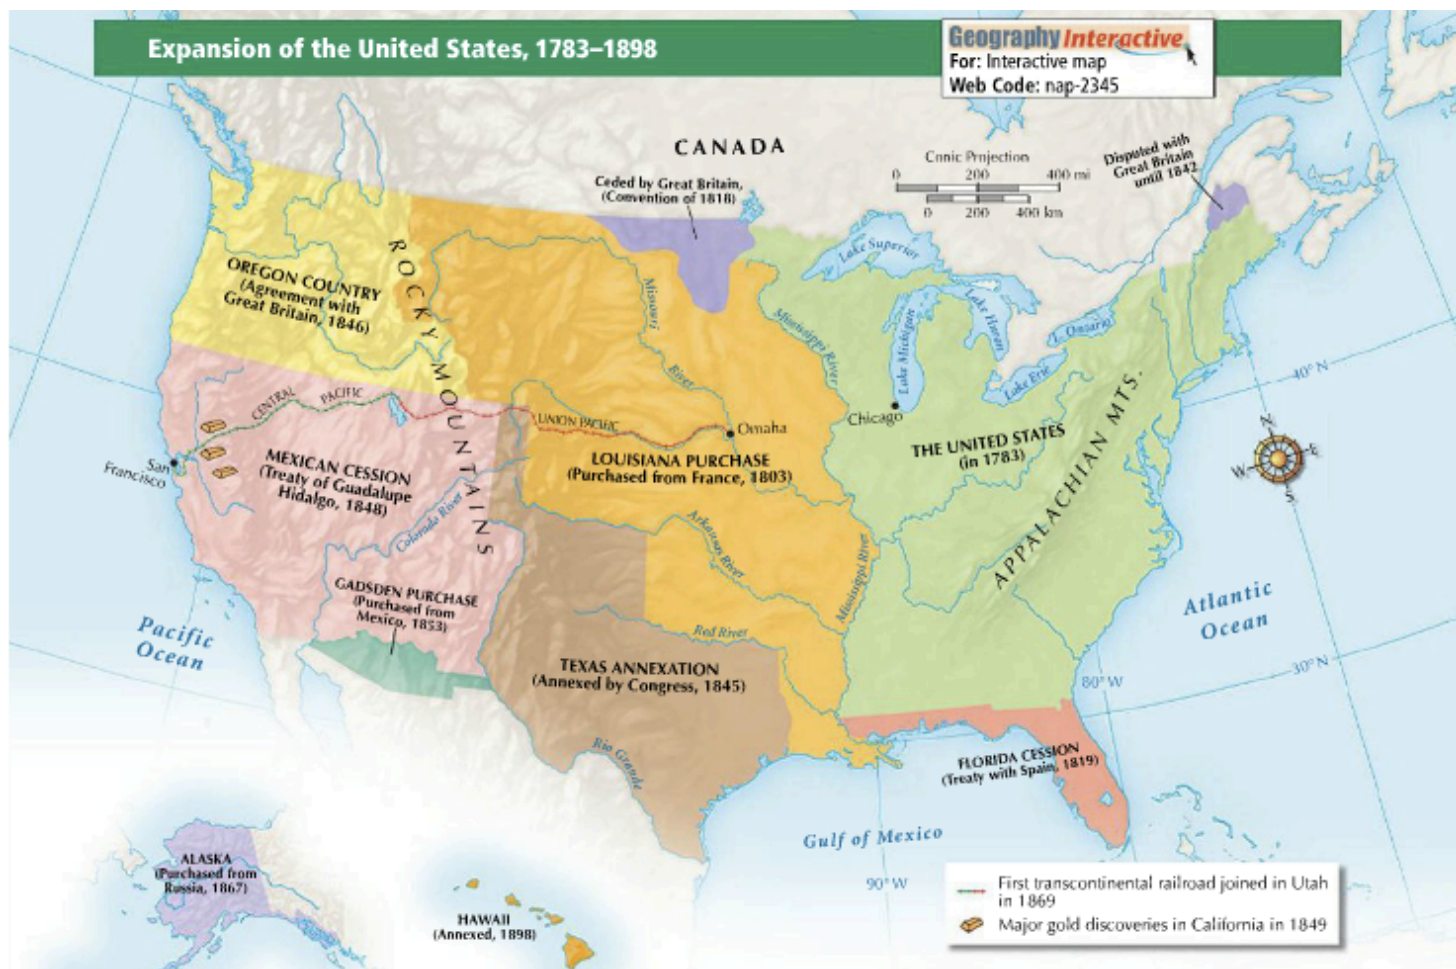 Expansion of the United States, 1783–1898
Geography Interactive
For: Interactive map
Web Code: nap-2345
CANADA
Conic Projection
0 200 400 mi
0 200 400 km
Disputed with
Great Britain
until 1842
Ceded by Great Britain,
(Convention of 1818)
Lake Superior
Lake Michigan
Lake Huron
L. Ontario
Lake Erie
ROCKY MOUNTAINS
OREGON COUNTRY
(Agreement with
Great Britain, 1846)
Missouri
River
Mississippi River
40° N
CENTRAL
PACIFIC
UNION PACIFIC
Omaha
Chicago
APPALACHIAN MTS.
THE UNITED STATES
(in 1783)
N
W
E
S
San
Francisco
MEXICAN CESSION
(Treaty of Guadalupe
Hidalgo, 1848)
LOUISIANA PURCHASE
(Purchased from France, 1803)
Colorado River
Arkansas River
Mississippi River
GADSDEN PURCHASE
(Purchased from
Mexico, 1853)
Pacific
Ocean
Atlantic
Ocean
Red River
TEXAS ANNEXATION
(Annexed by Congress, 1845)
30° N
80° W
Rio Grande
FLORIDA CESSION
(Treaty with Spain, 1819)
Gulf of Mexico
90° W
ALASKA
(Purchased from
Russia, 1867)
HAWAII
(Annexed, 1898)
First transcontinental railroad joined in Utah
in 1869
Major gold discoveries in California in 1849